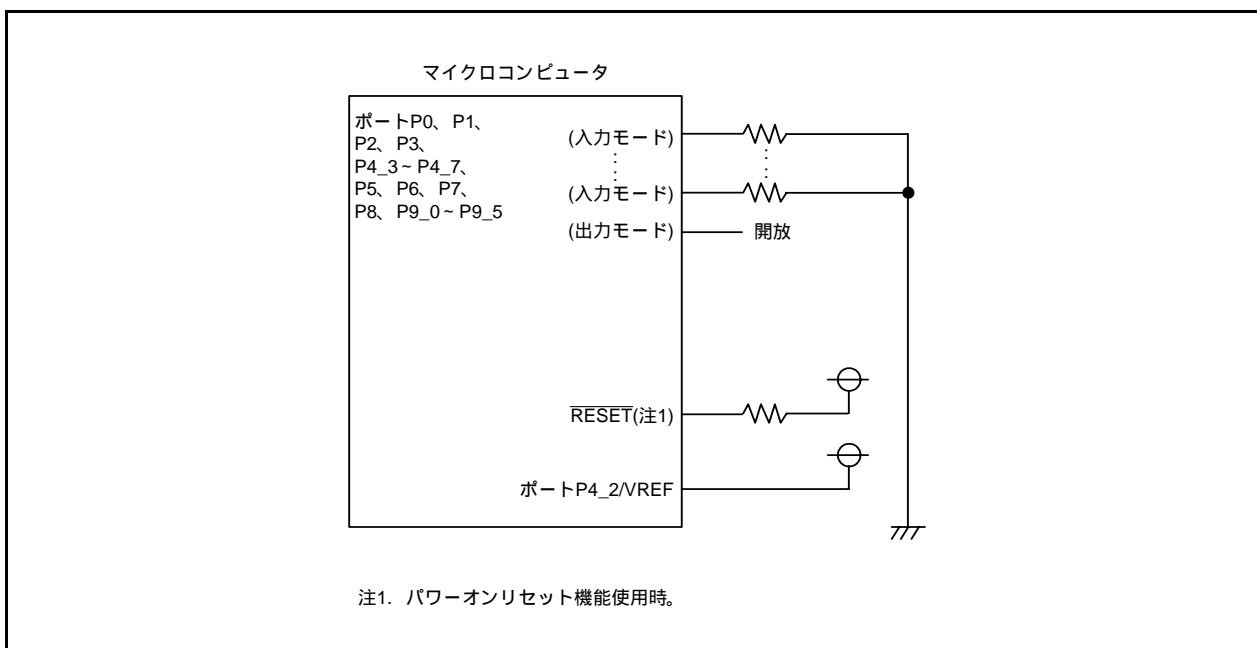 マイクロコンピュータ
ポートP0、P1、
P2、P3、
P4_3~P4_7、
P5、P6、P7、
P8、P9_0~P9_5
(入力モード)
(入力モード)
(出力モード)
開放
RESET(注1)
ポートP4_2/VREF
注1. パワーオンリセット機能使用時。